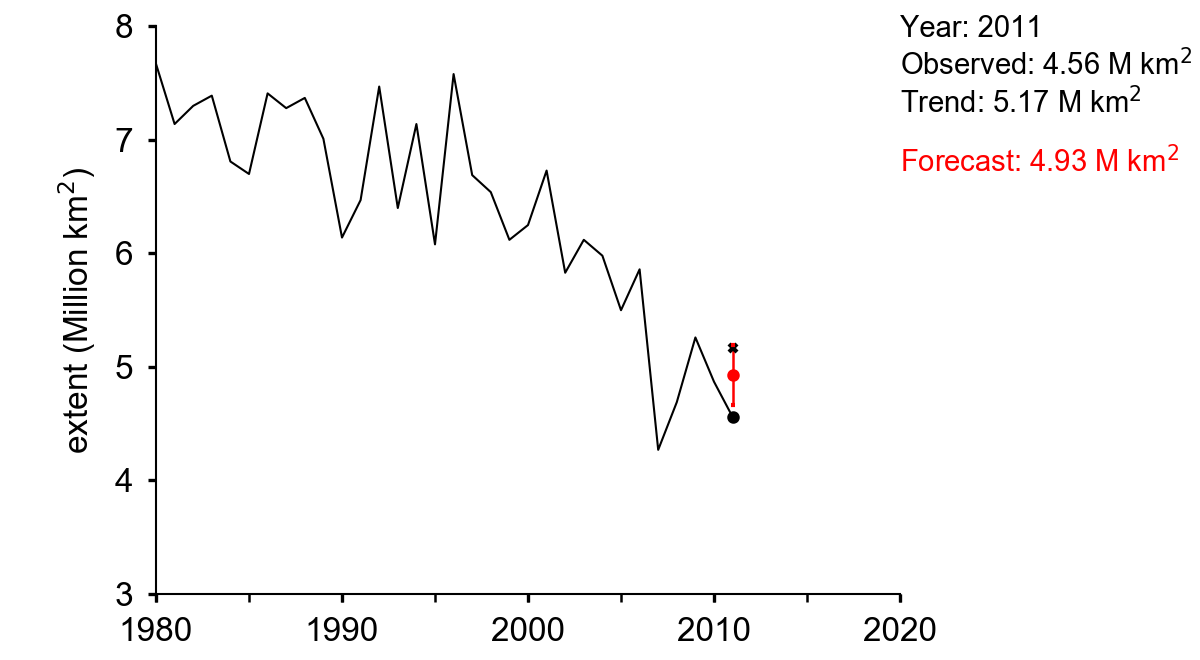 Year: 2011
Observed: 4.56 M km²
Trend: 5.17 M km²
Forecast: 4.93 M km²
extent (Million km²)
8
7
6
5
4
3
1980 1990 2000 2010 2020